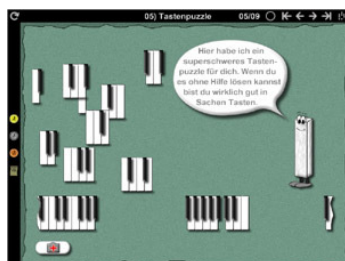 05) Tastenpuzzle
05/09
Hier habe ich ein
superschweres Tasten-
puzzle für dich. Wenn du
es ohne Hilfe lösen kannst
bist du wirklich gut in
Sachen Tasten.